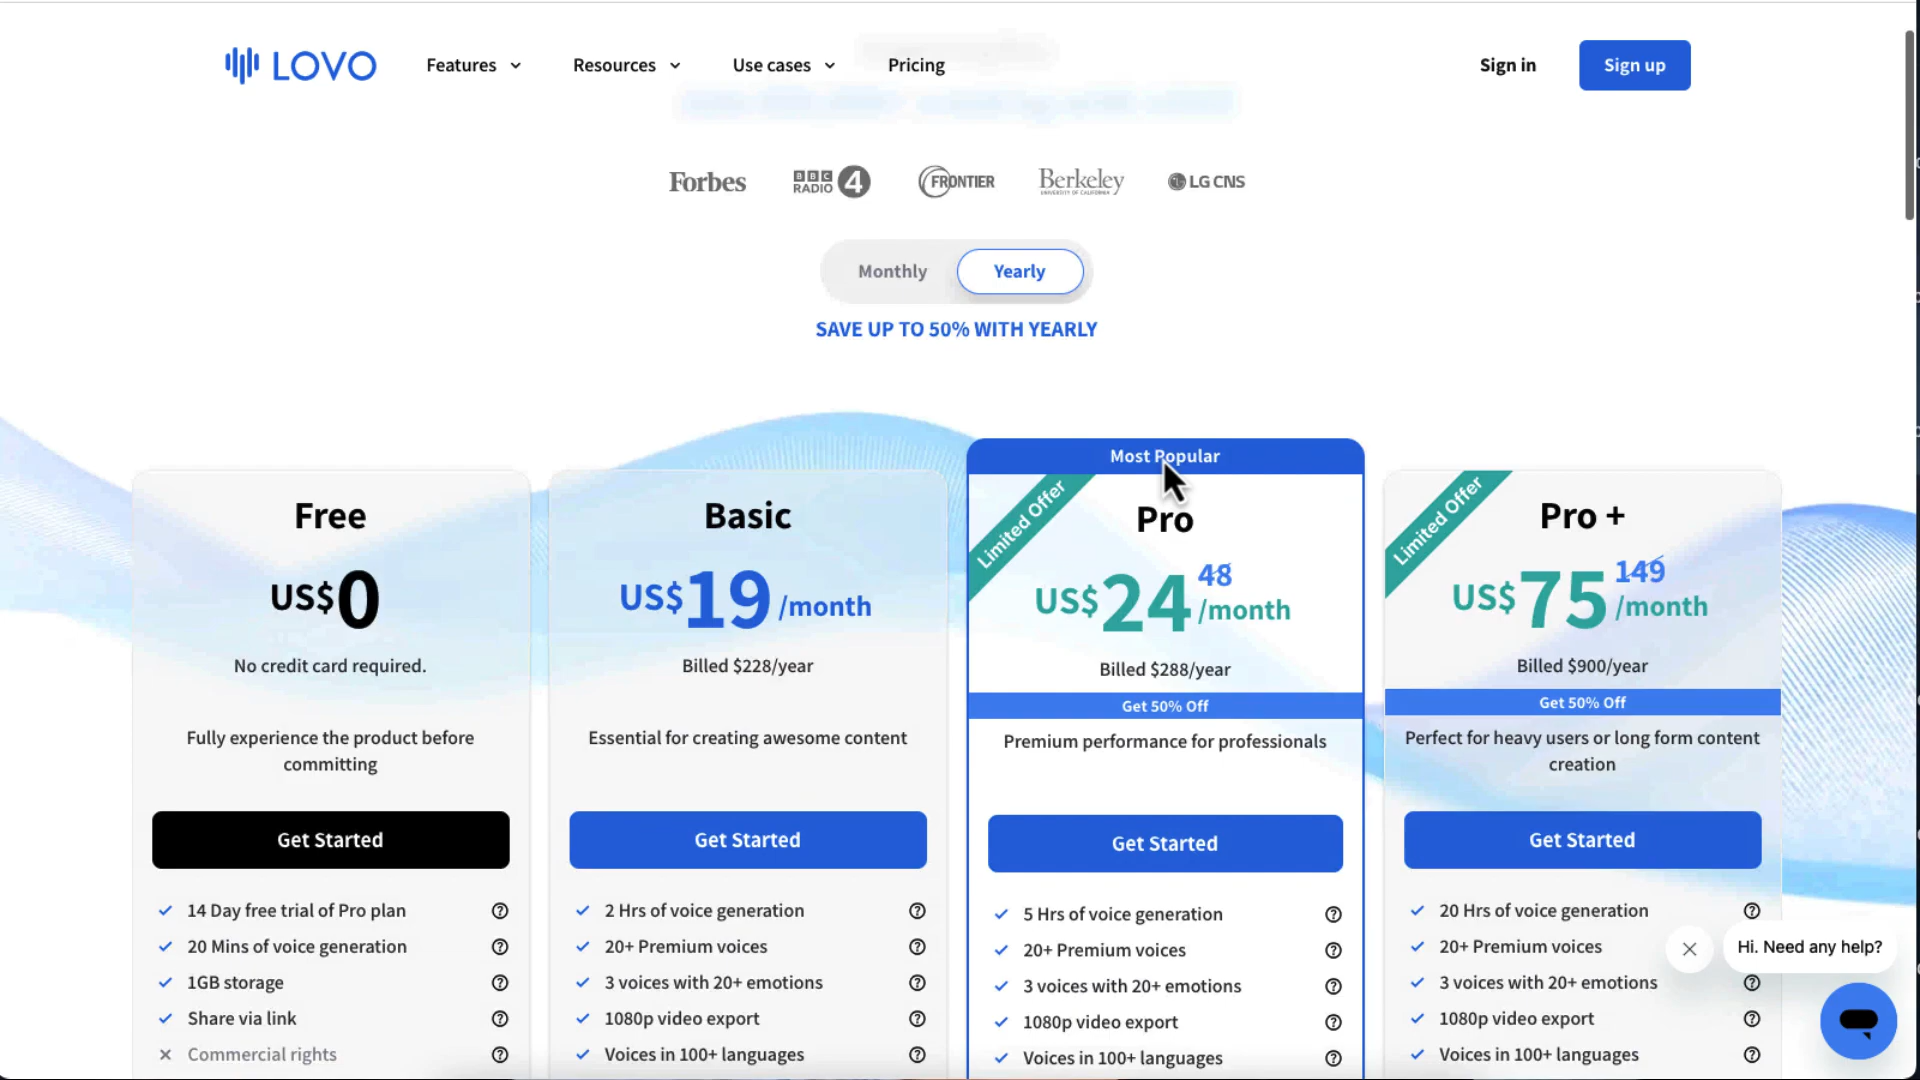 LOVO
Features
Resources
Use cases
Pricing
Sign in
Sign up
Forbes
BBC RADIO 4
FRONTIER
Berkeley
UNIVERSITY OF CALIFORNIA
LG CNS
Monthly
Yearly
SAVE UP TO 50% WITH YEARLY
Free
US$0
No credit card required.
Fully experience the product before
committing
Get Started
14 Day free trial of Pro plan
20 Mins of voice generation
1GB storage
Share via link
Commercial rights
Basic
US$19 /month
Billed $228/year
Essential for creating awesome content
Get Started
2 Hrs of voice generation
20+ Premium voices
3 voices with 20+ emotions
1080p video export
Voices in 100+ languages
Most Popular
Limited Offer
Pro
48
US$24 /month
Billed $288/year
Get 50% Off
Premium performance for professionals
Get Started
5 Hrs of voice generation
20+ Premium voices
3 voices with 20+ emotions
1080p video export
Voices in 100+ languages
Limited Offer
Pro +
149
US$75 /month
Billed $900/year
Get 50% Off
Perfect for heavy users or long form content
creation
Get Started
20 Hrs of voice generation
20+ Premium voices
3 voices with 20+ emotions
1080p video export
Voices in 100+ languages
Hi. Need any help?